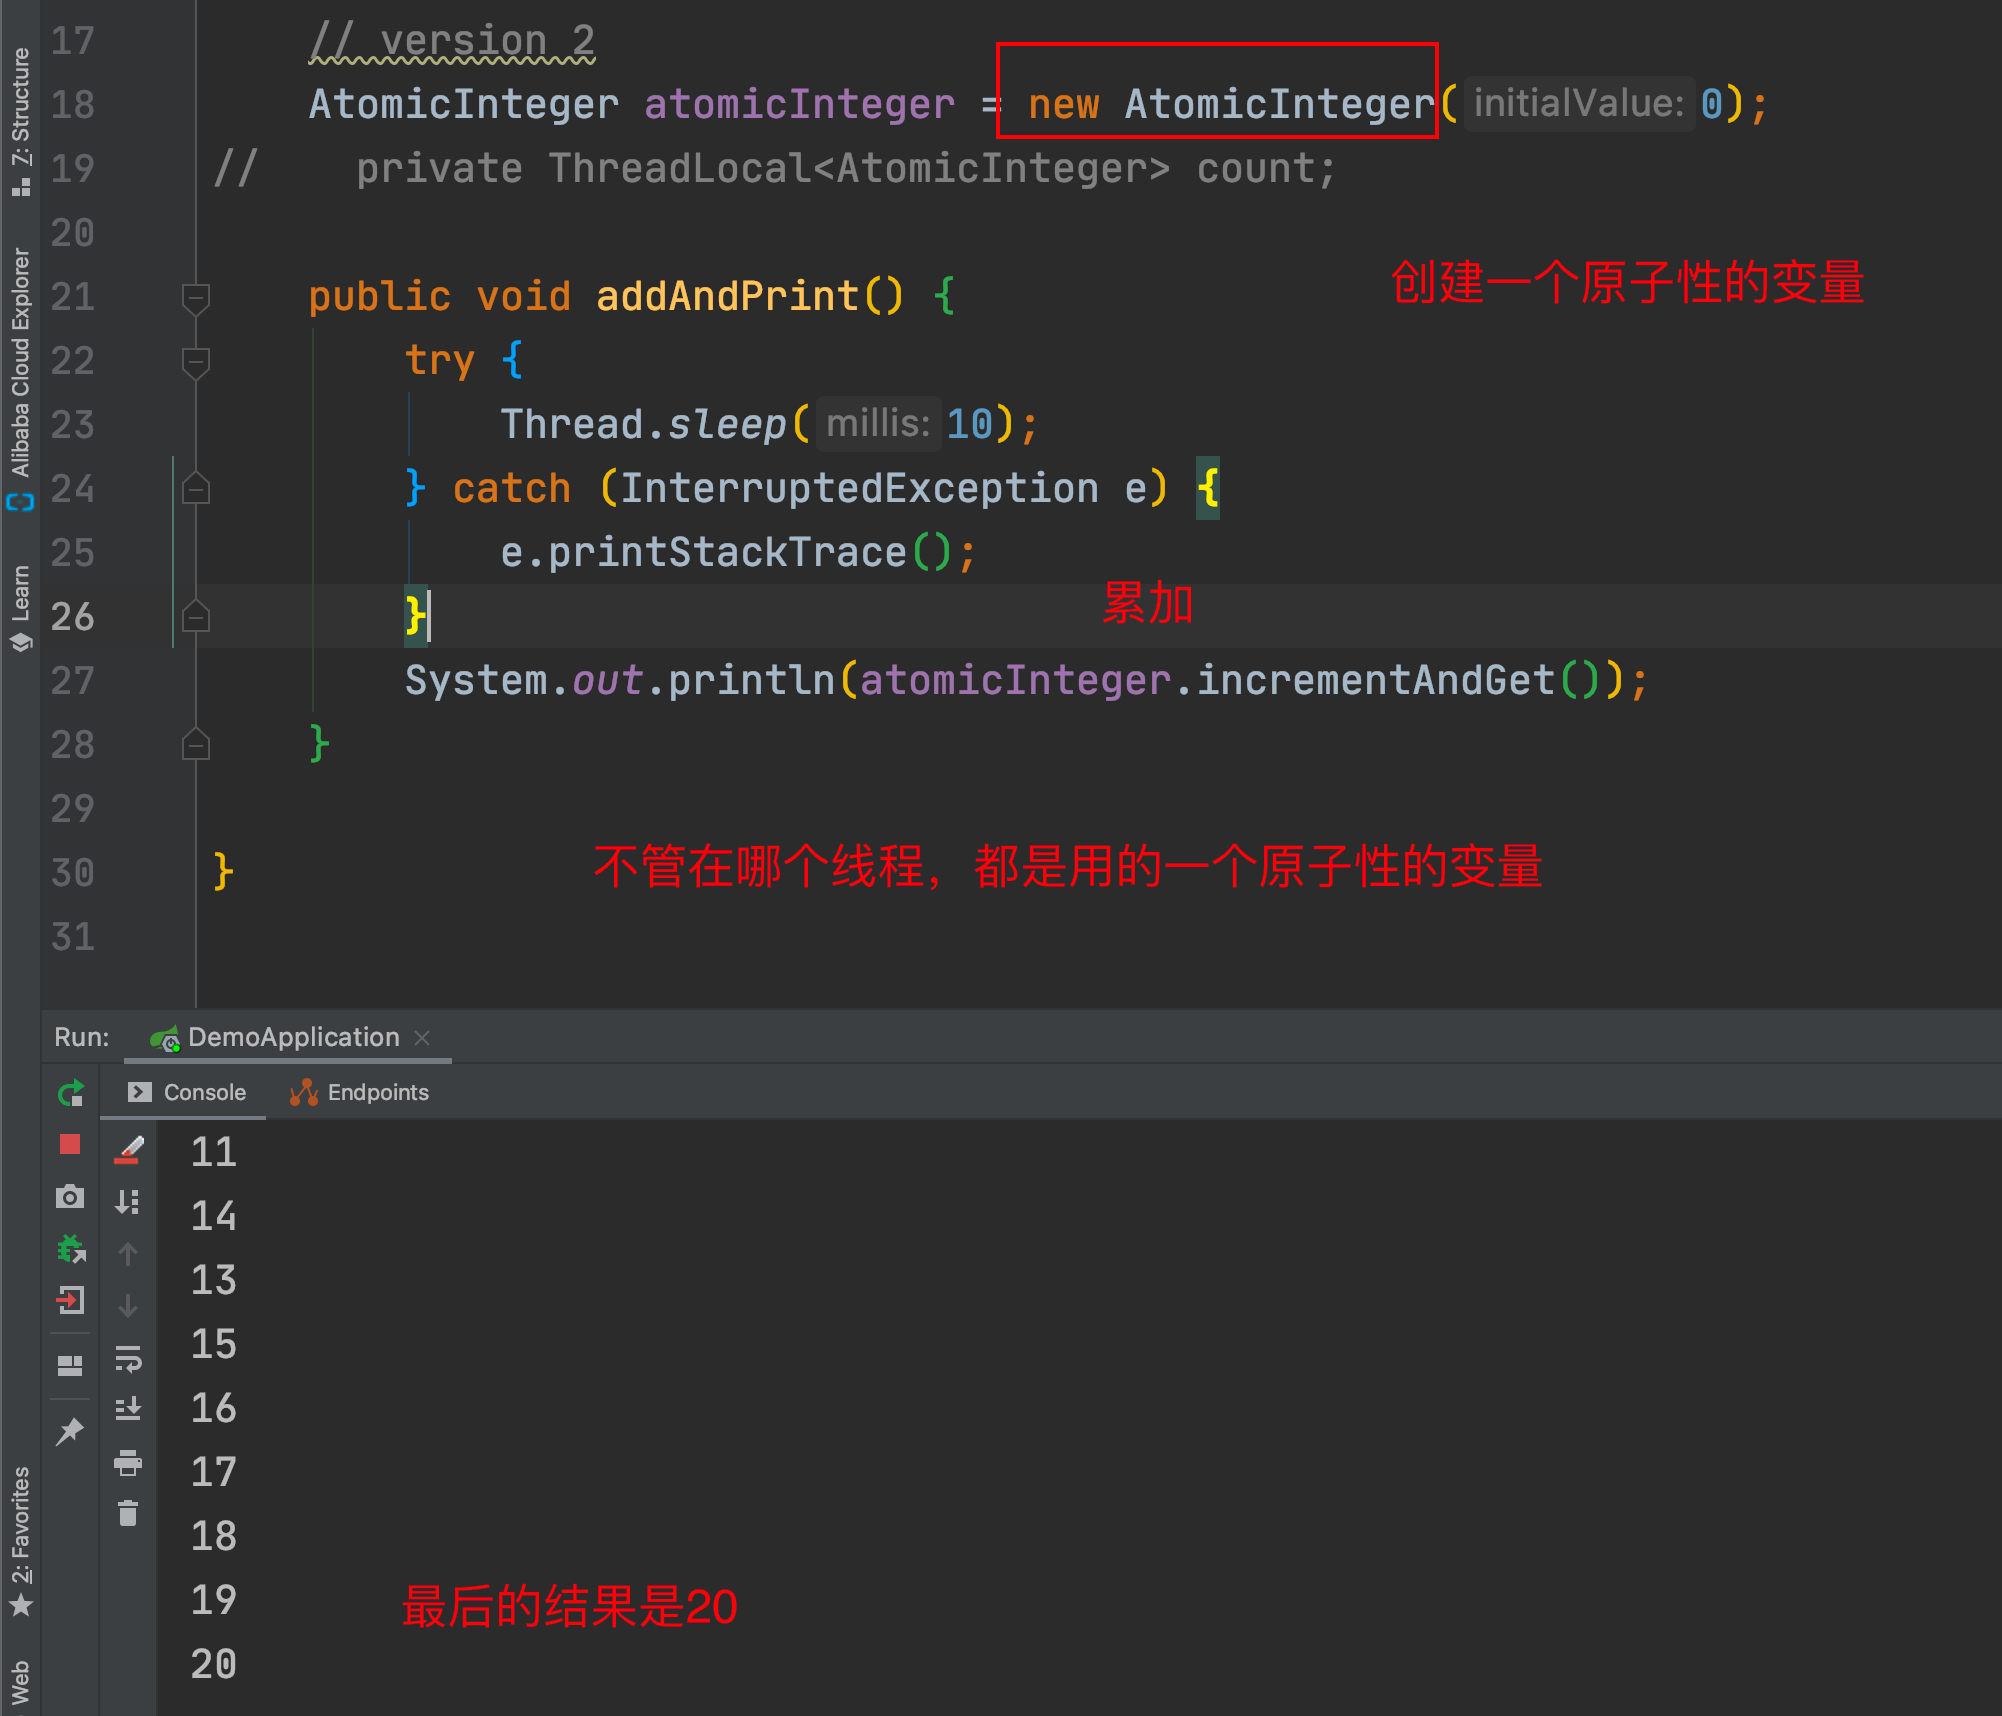 17 // version 2
18 AtomicInteger atomicInteger = new AtomicInteger( initialValue: 0);
19 // private ThreadLocal<AtomicInteger> count;
20
创建一个原子性的变量
21 public void addAndPrint() {
22 try {
23 Thread.sleep( millis: 10);
24 } catch (InterruptedException e) {
25 e.printStackTrace();
26 }
累加
27 System.out.println(atomicInteger.incrementAndGet());
28 }
29
30 }
不管在哪个线程，都是用的一个原子性的变量
31
7: Structure
Alibaba Cloud Explorer
Learn
2: Favorites
Web
Run: DemoApplication
Console Endpoints
11
14
13
15
16
17
18
19
最后的结果是20
20